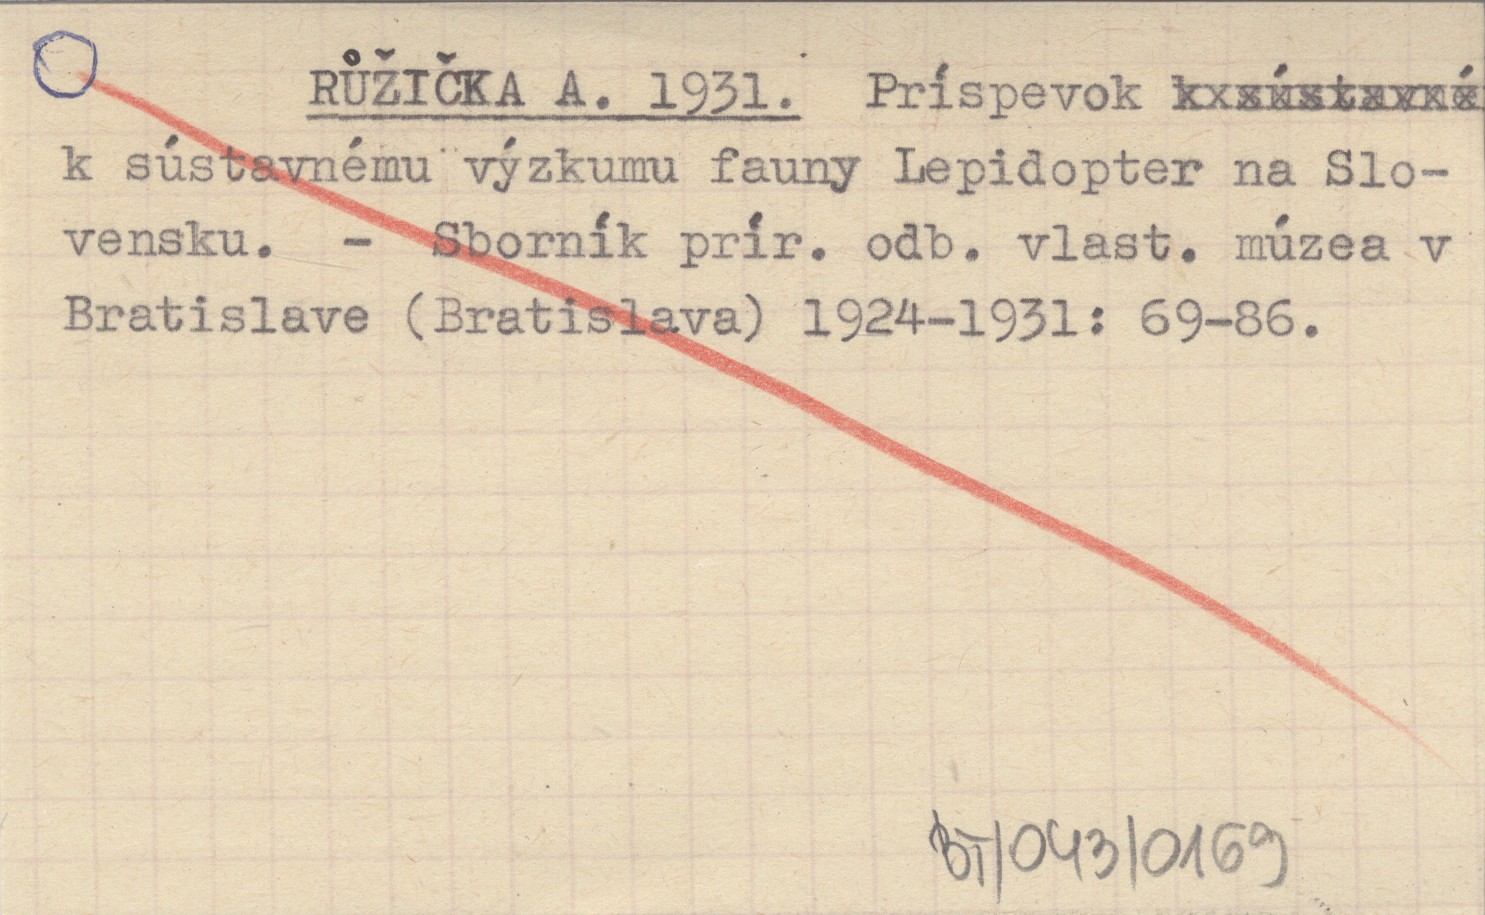 RŮŽIČKA A. 1931. Príspevok
k sústavnému výzkumu fauny Lepidopter na Slo-
vensku. - Sborník prír. odb. vlast. múzea v
Bratislave (Bratislava) 1924-1931: 69-86.
BT/043/0169